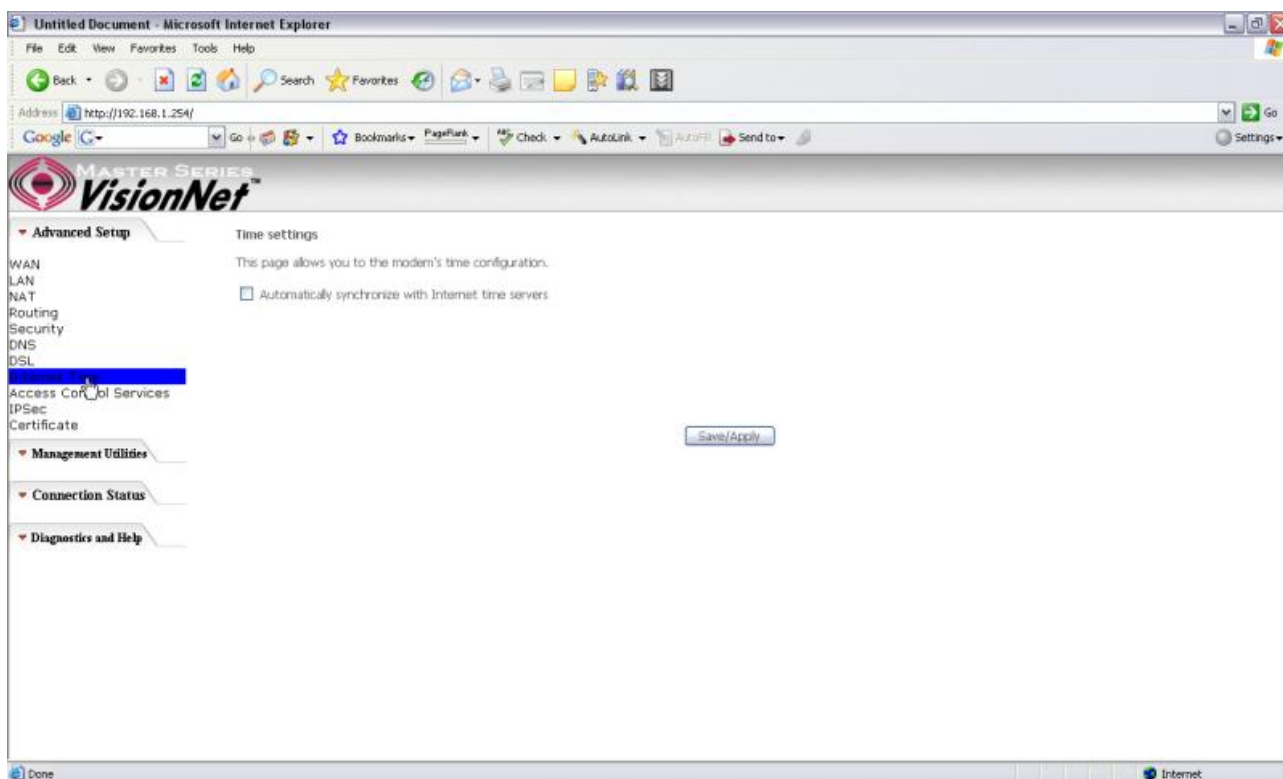 Untitled Document - Microsoft Internet Explorer
File Edit View Favorites Tools Help
Back Search Favorites
Address http://192.168.1.254/ Go
Google G Go Bookmarks PageRank Check AutoLink AutoFill Send to Settings
MASTER SERIES
VisionNet™
Advanced Setup
Time settings
This page allows you to the modem's time configuration.
Automatically synchronize with Internet time servers
WAN
LAN
NAT
Routing
Security
DNS
DSL
Access Control Services
IPSec
Certificate
Save/Apply
Management Utilities
Connection Status
Diagnostics and Help
Done Internet